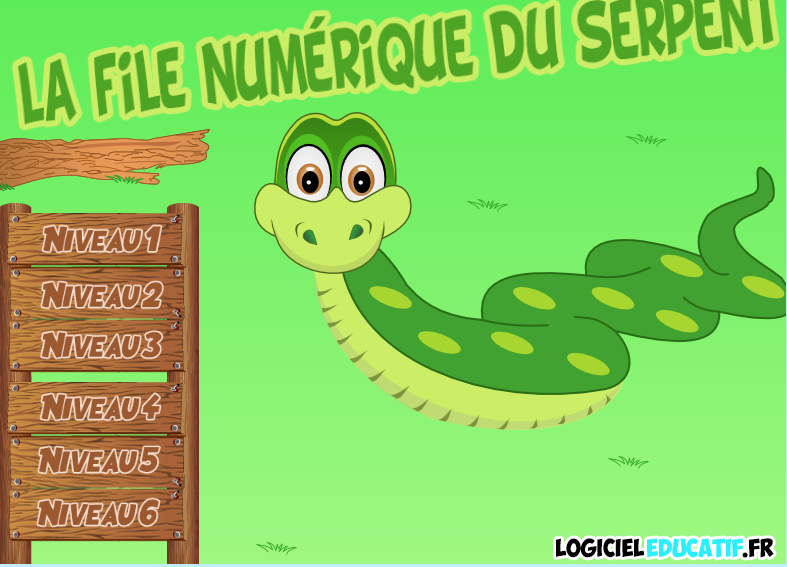 LA FiLE NUMÉRiQUE DU SERPENT
NIVEAU 1
NIVEAU 2
NIVEAU 3
NIVEAU 4
NIVEAU 5
NIVEAU 6
LOGICIELEDUCATIF.FR